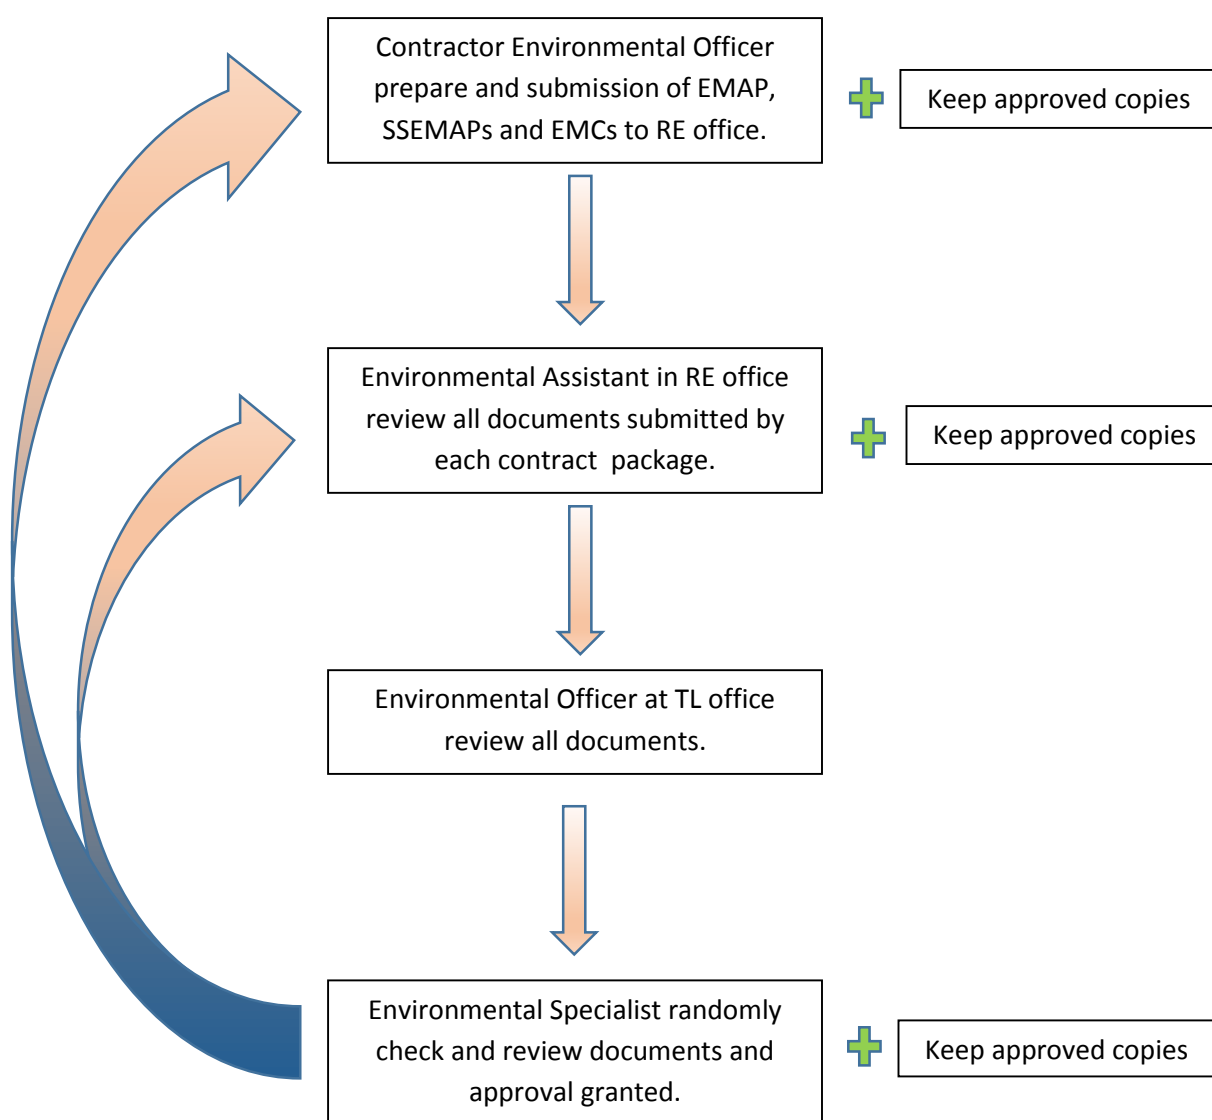 Contractor Environmental Officer
prepare and submission of EMAP,
SSEMAPs and EMCs to RE office.
Keep approved copies
Environmental Assistant in RE office
review all documents submitted by
each contract  package.
Keep approved copies
Environmental Officer at TL office
review all documents.
Environmental Specialist randomly
check and review documents and
approval granted.
Keep approved copies